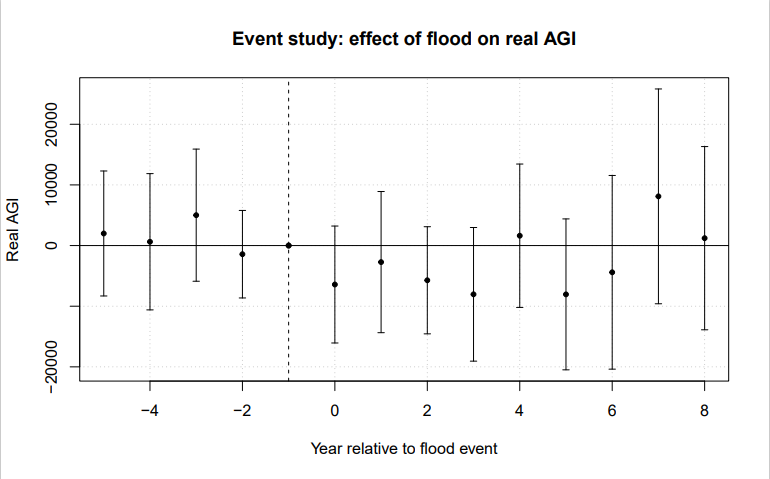 Event study: effect of flood on real AGI
Real AGI
20000
10000
0
−20000
−4 −2 0 2 4 6 8
Year relative to flood event